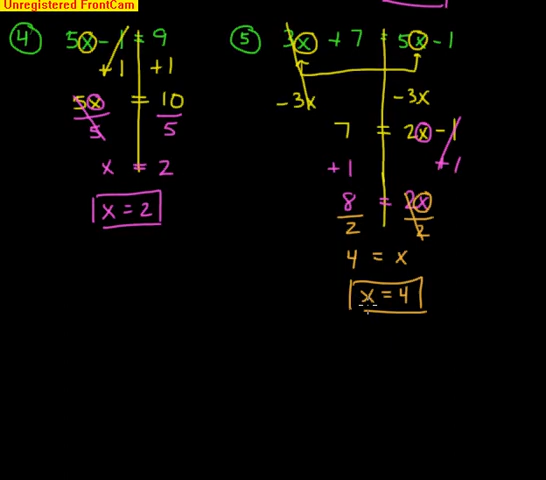 Unregistered FrontCam
④ 5x - 1 = 9
+1 +1
5x = 10
5 5
x = 2
x = 2
⑤ 3x + 7 = 5x - 1
-3x -3x
7 = 2x - 1
+1 +1
8 = 2x
2 2
4 = x
x = 4